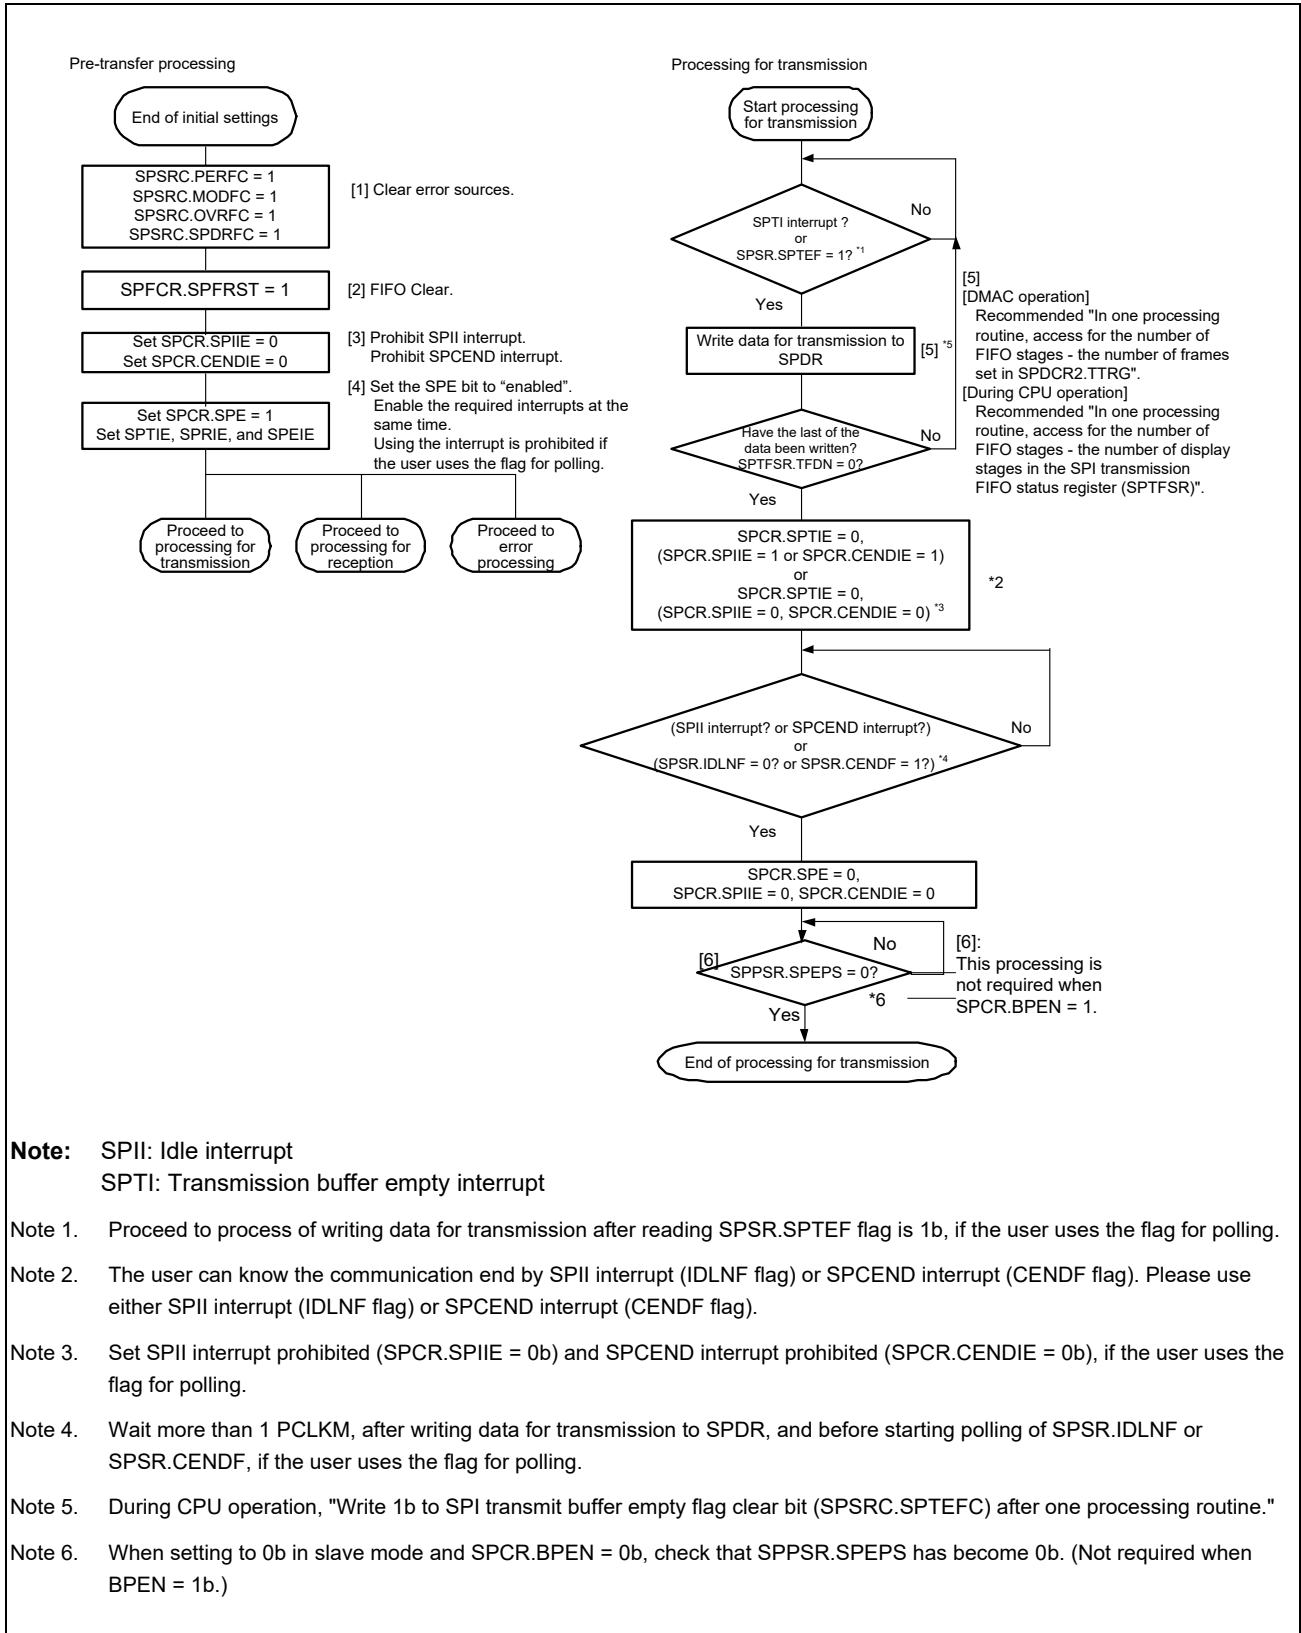 Pre-transfer processing
End of initial settings
SPSRC.PERFC = 1
SPSRC.MODFC = 1
SPSRC.OVRFC = 1
SPSRC.SPDRFC = 1
[1] Clear error sources.
SPFCR.SPFRST = 1
[2] FIFO Clear.
Set SPCR.SPIIE = 0
Set SPCR.CENDIE = 0
[3] Prohibit SPII interrupt.
Prohibit SPCEND interrupt.
Set SPCR.SPE = 1
Set SPTIE, SPRIE, and SPEIE
[4] Set the SPE bit to “enabled”.
Enable the required interrupts at the
same time.
Using the interrupt is prohibited if
the user uses the flag for polling.
Proceed to
processing for
transmission
Proceed to
processing for
reception
Proceed to
error
processing
Processing for transmission
Start processing
for transmission
SPTI interrupt ?
or
SPSR.SPTEF = 1? *1
No
Yes
Write data for transmission to
SPDR
[5] *5
[5]
[DMAC operation]
Recommended "In one processing
routine, access for the number of
FIFO stages - the number of frames
set in SPDCR2.TTRG".
[During CPU operation]
Recommended "In one processing
routine, access for the number of
FIFO stages - the number of display
stages in the SPI transmission
FIFO status register (SPTFSR)".
Have the last of the
data been written?
SPTFSR.TFDN = 0?
No
Yes
SPCR.SPTIE = 0,
(SPCR.SPIIE = 1 or SPCR.CENDIE = 1)
or
SPCR.SPTIE = 0,
(SPCR.SPIIE = 0, SPCR.CENDIE = 0) *3
*2
(SPII interrupt? or SPCEND interrupt?)
or
(SPSR.IDLNF = 0? or SPSR.CENDF = 1?) *4
No
Yes
SPCR.SPE = 0,
SPCR.SPIIE = 0, SPCR.CENDIE = 0
[6]
SPPSR.SPEPS = 0?
No
*6
Yes
[6]:
This processing is
not required when
SPCR.BPEN = 1.
End of processing for transmission
Note: SPII: Idle interrupt
SPTI: Transmission buffer empty interrupt
Note 1. Proceed to process of writing data for transmission after reading SPSR.SPTEF flag is 1b, if the user uses the flag for polling.
Note 2. The user can know the communication end by SPII interrupt (IDLNF flag) or SPCEND interrupt (CENDF flag). Please use
either SPII interrupt (IDLNF flag) or SPCEND interrupt (CENDF flag).
Note 3. Set SPII interrupt prohibited (SPCR.SPIIE = 0b) and SPCEND interrupt prohibited (SPCR.CENDIE = 0b), if the user uses the
flag for polling.
Note 4. Wait more than 1 PCLKM, after writing data for transmission to SPDR, and before starting polling of SPSR.IDLNF or
SPSR.CENDF, if the user uses the flag for polling.
Note 5. During CPU operation, "Write 1b to SPI transmit buffer empty flag clear bit (SPSRC.SPTEFC) after one processing routine."
Note 6. When setting to 0b in slave mode and SPCR.BPEN = 0b, check that SPPSR.SPEPS has become 0b. (Not required when
BPEN = 1b.)